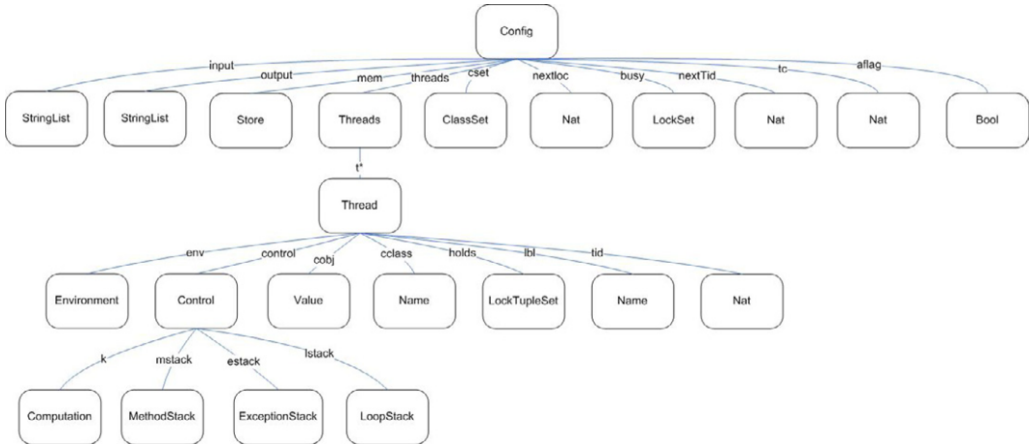 Config
input
output
mem
threads
cset
nextloc
busy
nextTid
tc
aflag
StringList
StringList
Store
Threads
ClassSet
Nat
LockSet
Nat
Nat
Bool
t*
Thread
env
control
cobj
cclass
holds
lbl
tid
Environment
Control
Value
Name
LockTupleSet
Name
Nat
k
mstack
estack
lstack
Computation
MethodStack
ExceptionStack
LoopStack